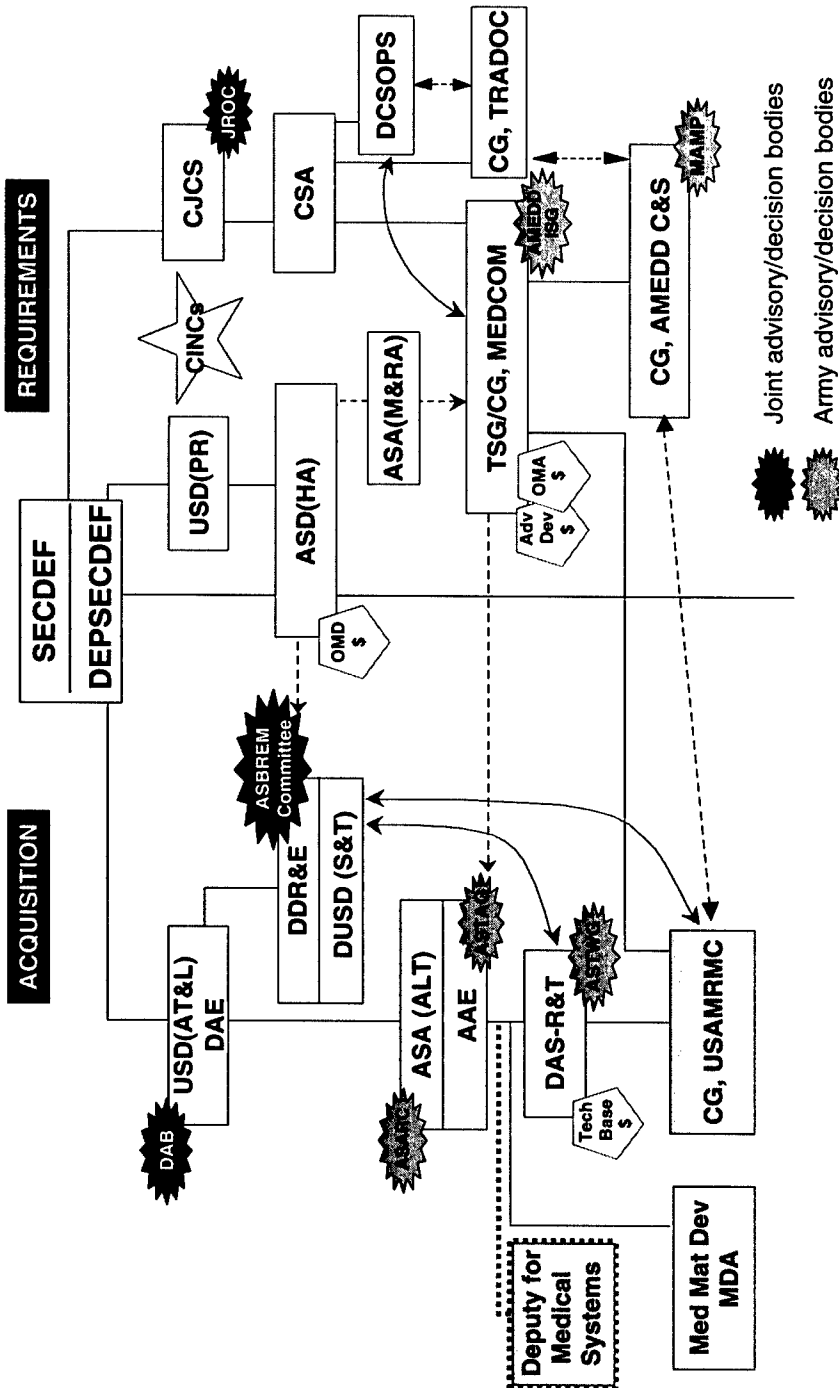 ACQUISITION
REQUIREMENTS
SECDEF
DEPSECDEF
USD(AT&L)
DAE
DAB
USD(PR)
CINCs
CJCS
JROC
ASBREM
Committee
DDR&E
DUSD (S&T)
ASD(HA)
OMD
$
CSA
DCSOPS
ASA (ALT)
AAE
ASARC
ASTAG
ASA(M&RA)
TSG/CG, MEDCOM
Adv
Dev
$
OMA
$
AMEDD
ISG
CG, TRADOC
Deputy for
Medical
Systems
DAS-R&T
ASTWG
Tech
Base
$
Med Mat Dev
MDA
CG, USAMRMC
CG, AMEDD C&S
MAMP
Joint advisory/decision bodies
Army advisory/decision bodies